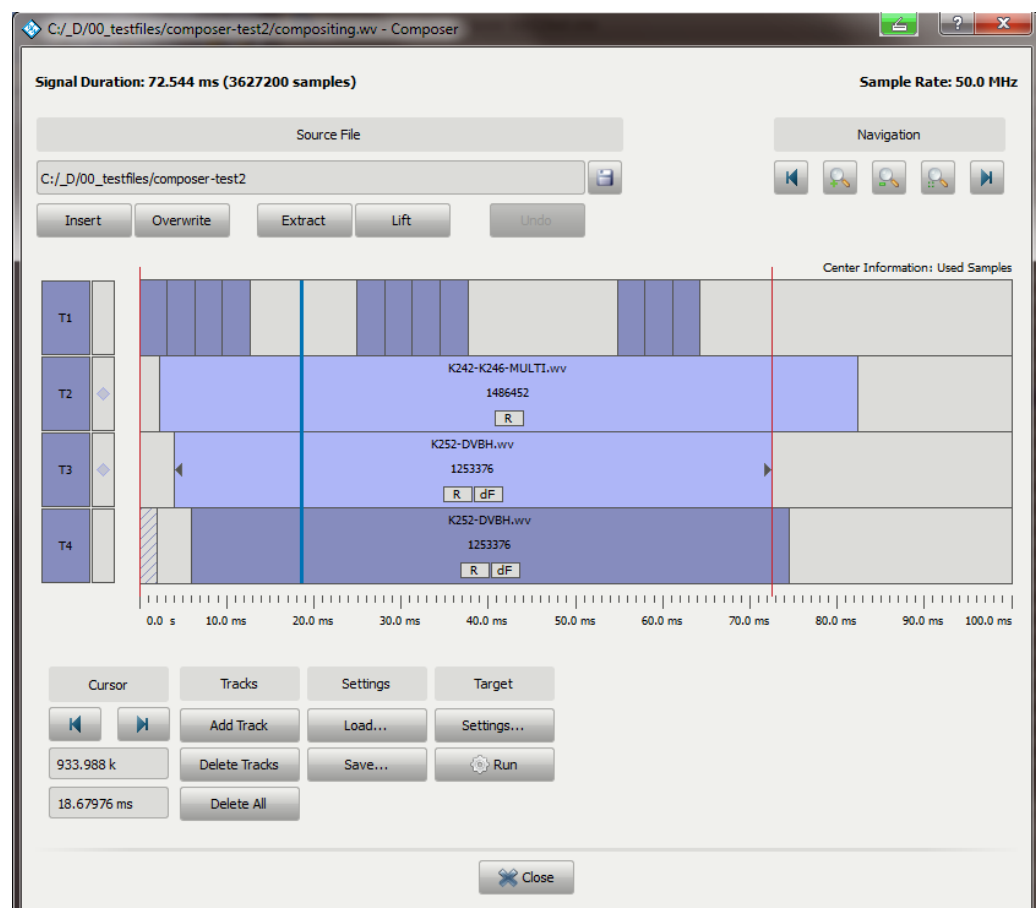 C:/_D/00_testfiles/composer-test2/compositing.wv - Composer
?
X
Signal Duration: 72.544 ms (3627200 samples)
Sample Rate: 50.0 MHz
Source File
Navigation
C:/_D/00_testfiles/composer-test2
Insert
Overwrite
Extract
Lift
Undo
Center Information: Used Samples
T1
T2
K242-K246-MULTI.wv
1486452
R
T3
K252-DVBH.wv
1253376
R dF
T4
K252-DVBH.wv
1253376
R dF
0.0 s 10.0 ms 20.0 ms 30.0 ms 40.0 ms 50.0 ms 60.0 ms 70.0 ms 80.0 ms 90.0 ms 100.0 ms
Cursor
Tracks
Settings
Target
Add Track
Load...
Settings...
933.988 k
Delete Tracks
Save...
Run
18.67976 ms
Delete All
Close